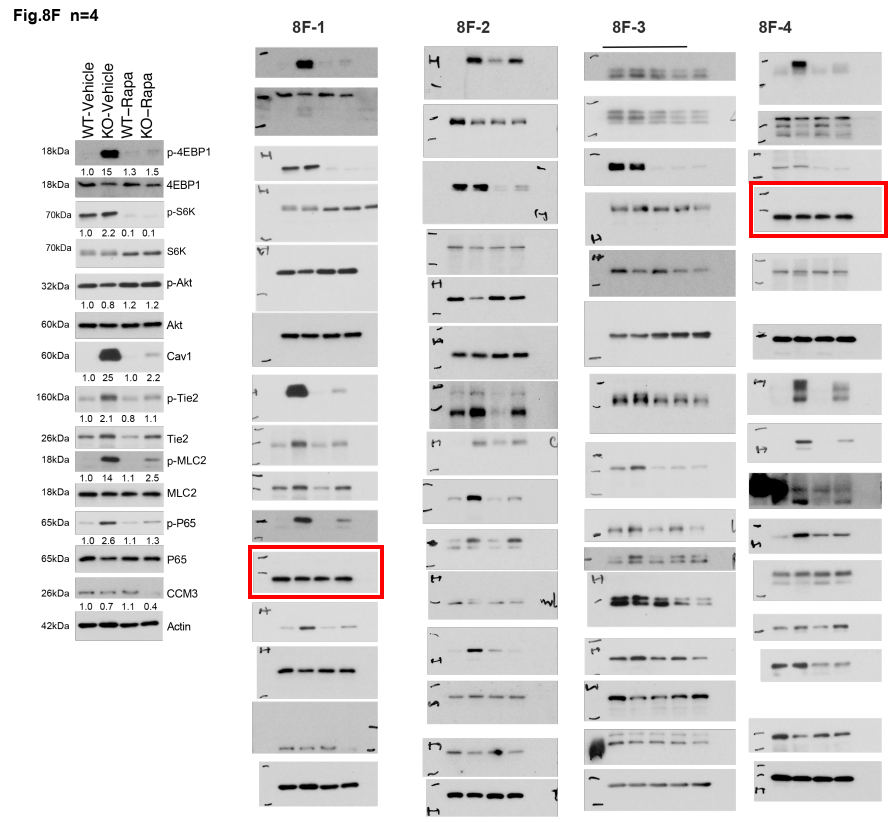 Fig.8F n=4
8F-1 8F-2 8F-3 8F-4
WT-Vehicle
KO-Vehicle
WT–Rapa
KO–Rapa
18kDa p-4EBP1
1.0 15 1.3 1.5
18kDa 4EBP1
70kDa p-S6K
1.0 2.2 0.1 0.1
70kDa S6K
32kDa p-Akt
1.0 0.8 1.2 1.2
60kDa Akt
60kDa Cav1
1.0 25 1.0 2.2
160kDa p-Tie2
1.0 2.1 0.8 1.1
26kDa Tie2
18kDa p-MLC2
1.0 14 1.1 2.5
18kDa MLC2
65kDa p-P65
1.0 2.6 1.1 1.3
65kDa P65
26kDa CCM3
1.0 0.7 1.1 0.4
42kDa Actin